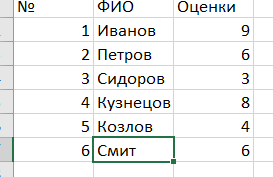 № ФИО Оценки
1 Иванов 9
2 Петров 6
3 Сидоров 3
4 Кузнецов 8
5 Козлов 4
6 Смит 6